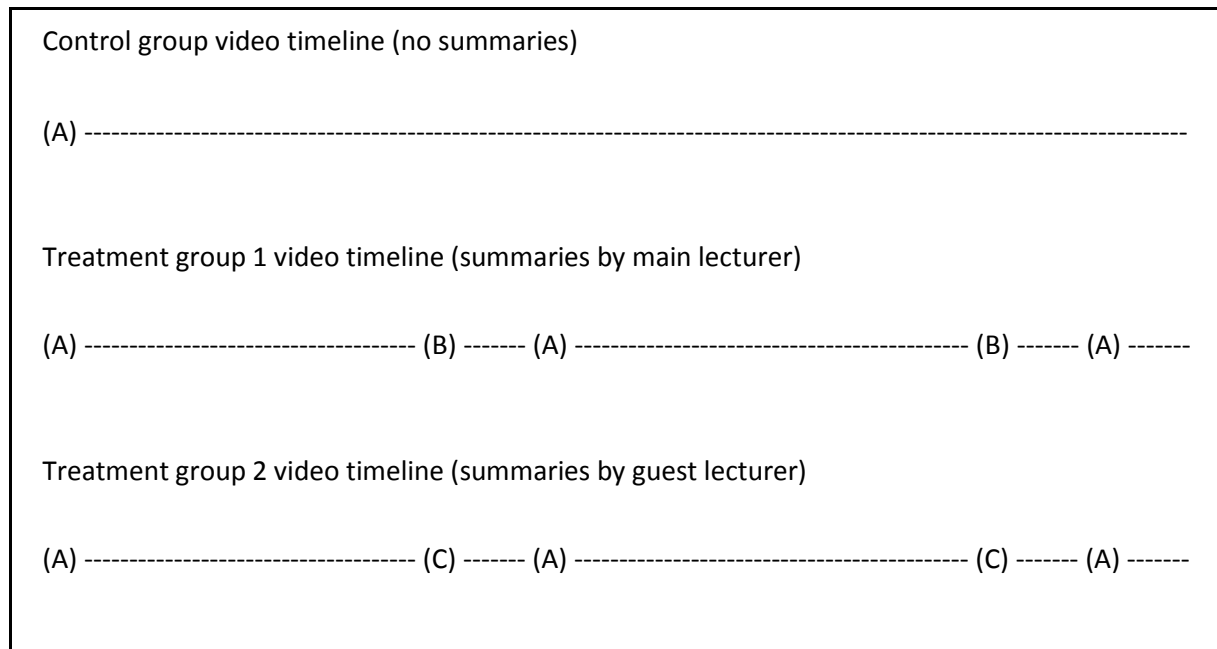 Control group video timeline (no summaries)
(A) ---------------------------------------------------------------------------------------------------------------------------
Treatment group 1 video timeline (summaries by main lecturer)
(A) ------------------------------------- (B) ------- (A) -------------------------------------------- (B) ------- (A) -------
Treatment group 2 video timeline (summaries by guest lecturer)
(A) ------------------------------------- (C) ------- (A) -------------------------------------------- (C) ------- (A) -------